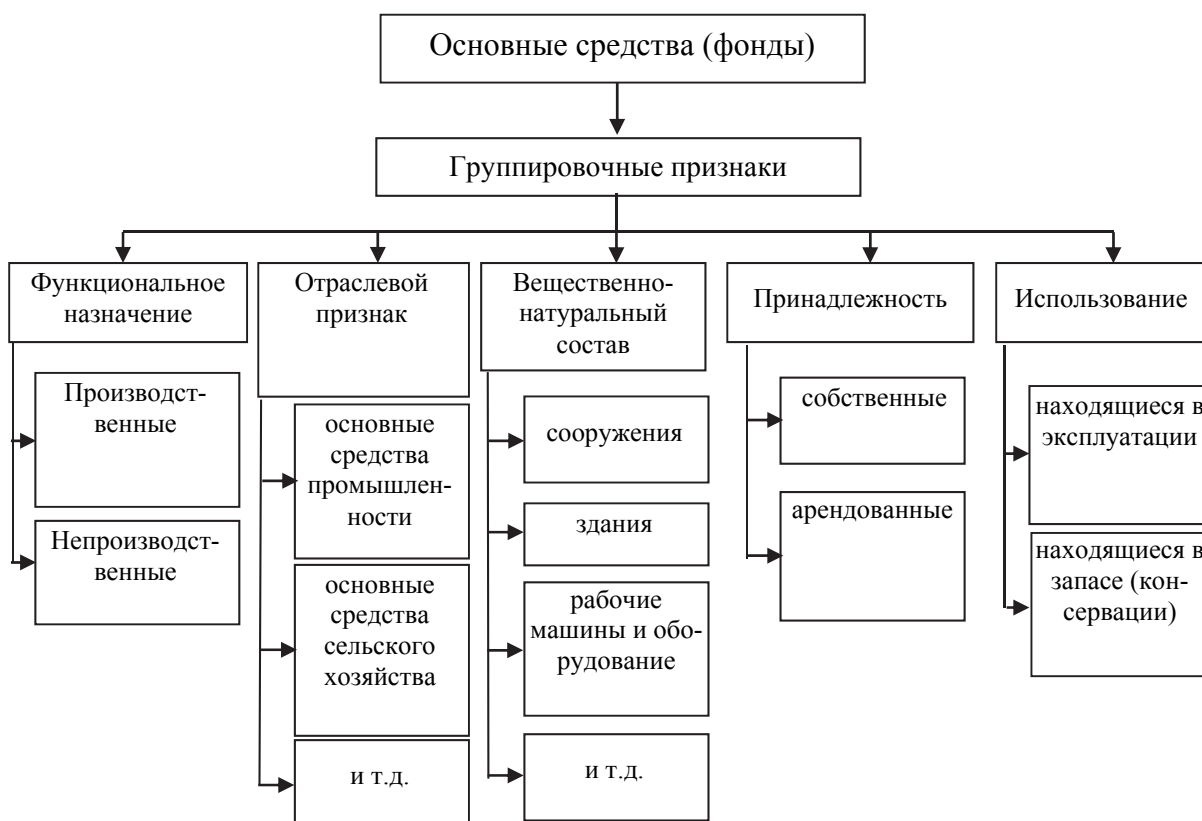 Основные средства (фонды)
Группировочные признаки
Функциональное
назначение
Производст-
венные
Непроизводст-
венные
Отраслевой
признак
основные
средства
промышлен-
ности
основные
средства
сельского
хозяйства
и т.д.
Вещественно-
натуральный
состав
сооружения
здания
рабочие
машины и обо-
рудование
и т.д.
Принадлежность
собственные
арендованные
Использование
находящиеся в
эксплуатации
находящиеся в
запасе (кон-
сервации)